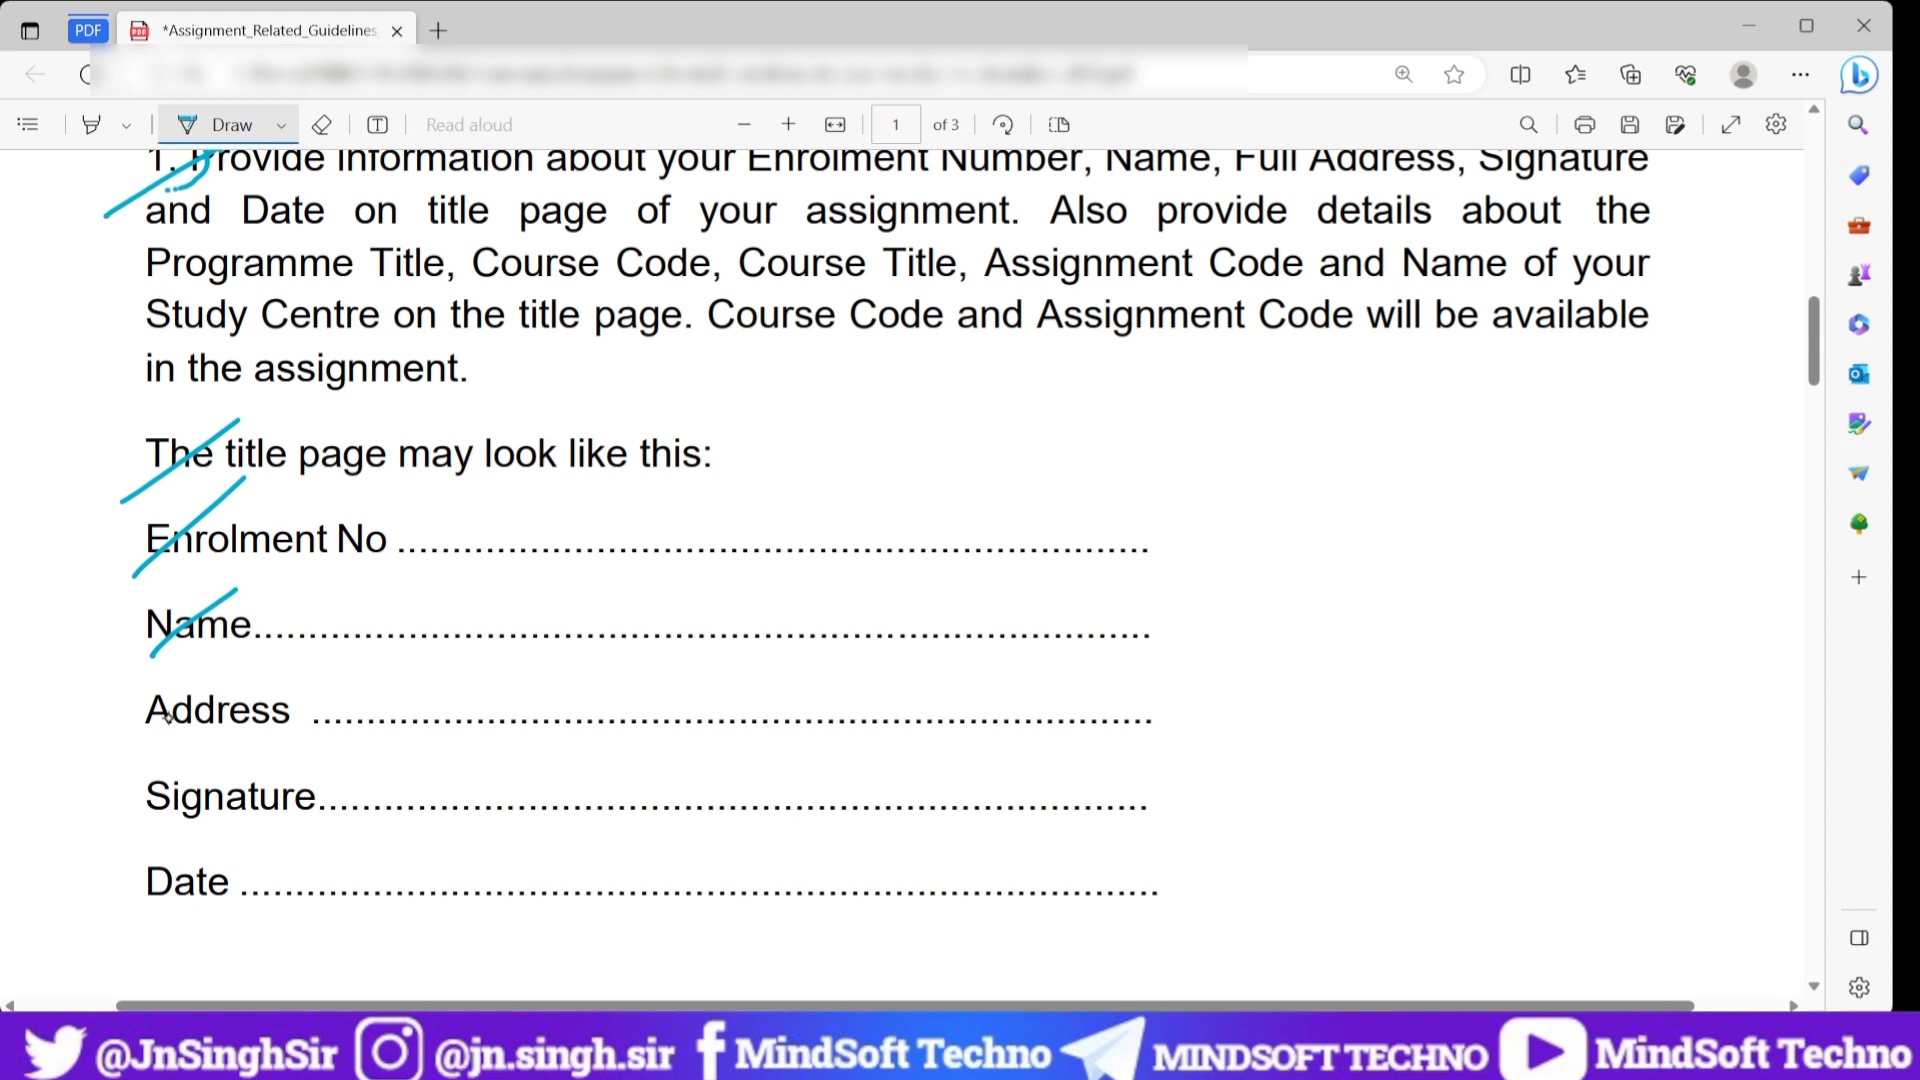 PDF
*Assignment_Related_Guidelines
Draw
Read aloud
1
of 3
1. Provide information about your Enrolment Number, Name, Full Address, Signature
and Date on title page of your assignment. Also provide details about the
Programme Title, Course Code, Course Title, Assignment Code and Name of your
Study Centre on the title page. Course Code and Assignment Code will be available
in the assignment.
The title page may look like this:
Enrolment No ..............................................................
Name..........................................................................
Address .....................................................................
Signature....................................................................
Date ...........................................................................
@JnSinghSir @jn.singh.sir MindSoft Techno MINDSOFT TECHNO MindSoft Techno